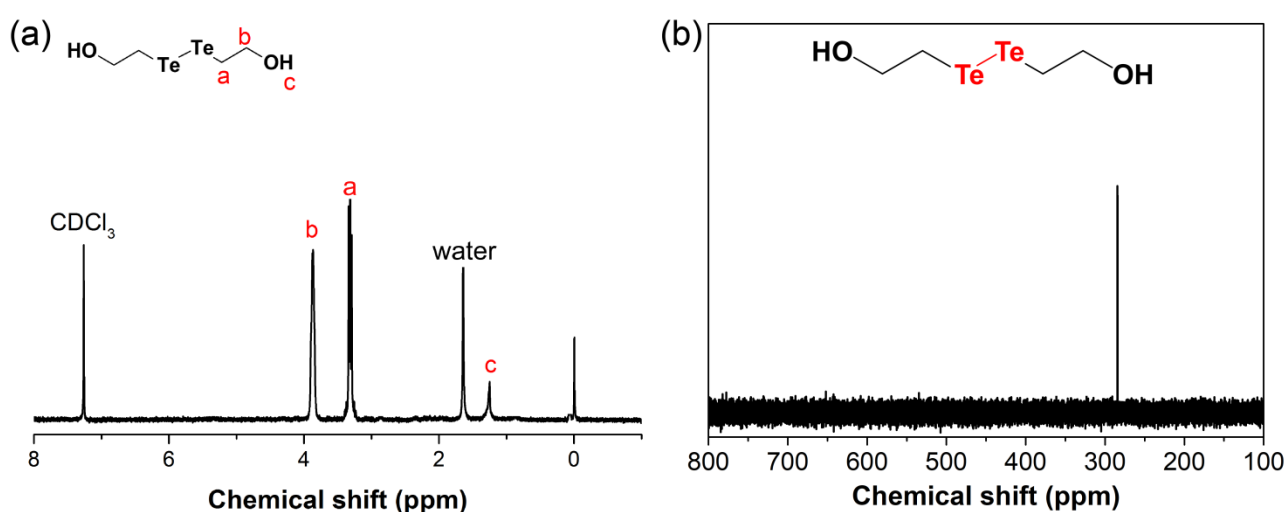 (a)
HO
Te
Te
b
OH
a
c
CDCl₃
b
a
water
c
8 6 4 2 0
Chemical shift (ppm)
(b)
HO
Te
Te
OH
800 700 600 500 400 300 200 100
Chemical shift (ppm)